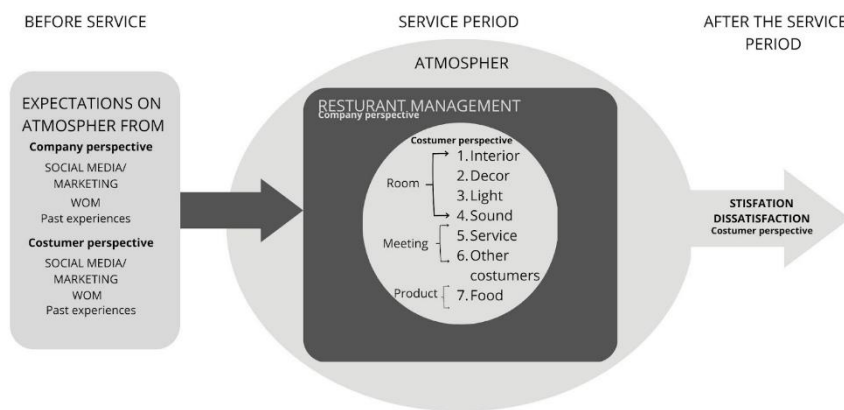 BEFORE SERVICE
SERVICE PERIOD
AFTER THE SERVICE
PERIOD
EXPECTATIONS ON
ATMOSPHER FROM
Company perspective
SOCIAL MEDIA/
MARKETING
WOM
Past experiences
Costumer perspective
SOCIAL MEDIA/
MARKETING
WOM
Past experiences
ATMOSPHER
RESTURANT MANAGEMENT
Company perspective
Costumer perspective
Room
1. Interior
2. Decor
3. Light
4. Sound
Meeting
5. Service
6. Other
costumers
Product
7. Food
STISFATION
DISSATISFACTION
Costumer perspective